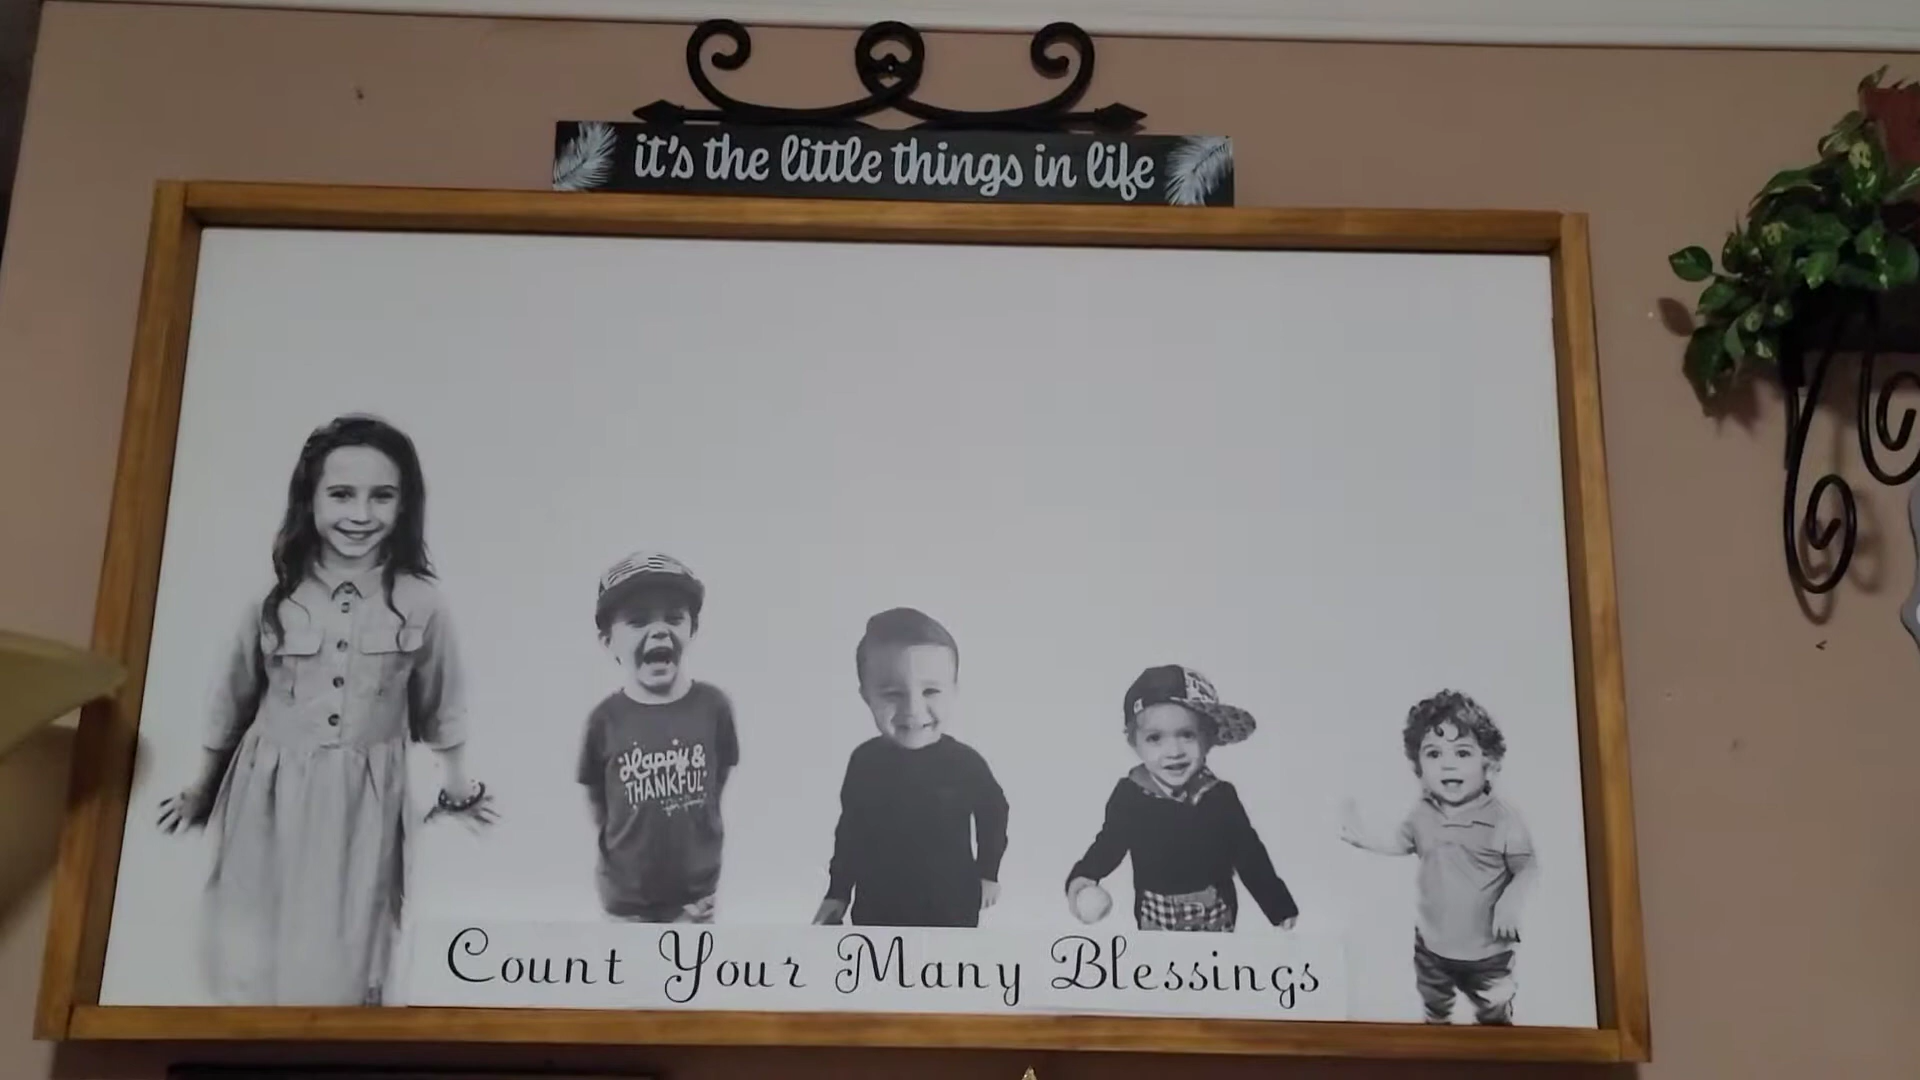 it's the little things in life
Happy &
THANKFUL
Count Your Many Blessings